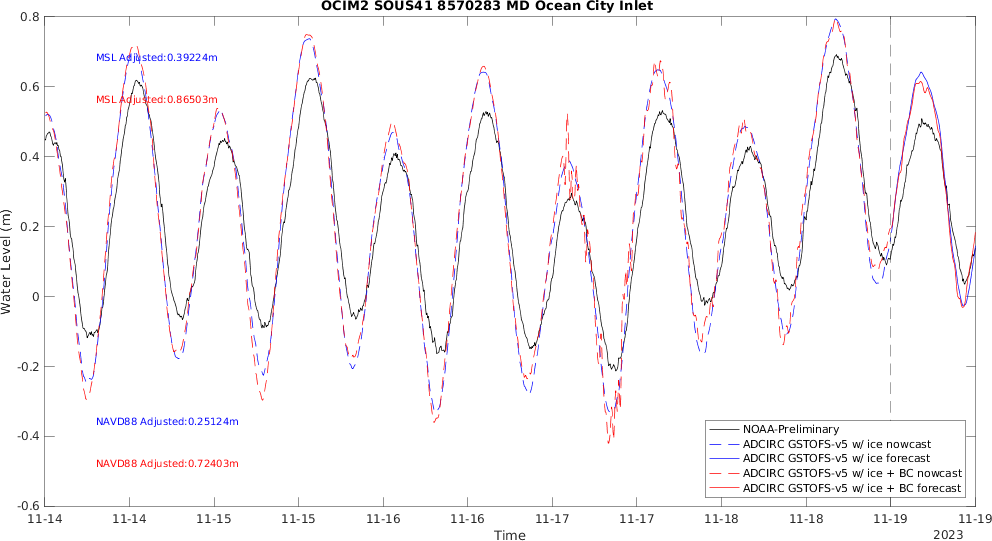 OCIM2 SOUS41 8570283 MD Ocean City Inlet
0.8
0.6
0.4
0.2
0
-0.2
-0.4
-0.6
Water Level (m)
MSL Adjusted:0.39224m
MSL Adjusted:0.86503m
NAVD88 Adjusted:0.25124m
NAVD88 Adjusted:0.72403m
NOAA-Preliminary
ADCIRC GSTOFS-v5 w/ ice nowcast
ADCIRC GSTOFS-v5 w/ ice forecast
ADCIRC GSTOFS-v5 w/ ice + BC nowcast
ADCIRC GSTOFS-v5 w/ ice + BC forecast
11-14 11-14 11-15 11-15 11-16 11-16 11-17 11-17 11-18 11-18 11-19 11-19
Time
2023